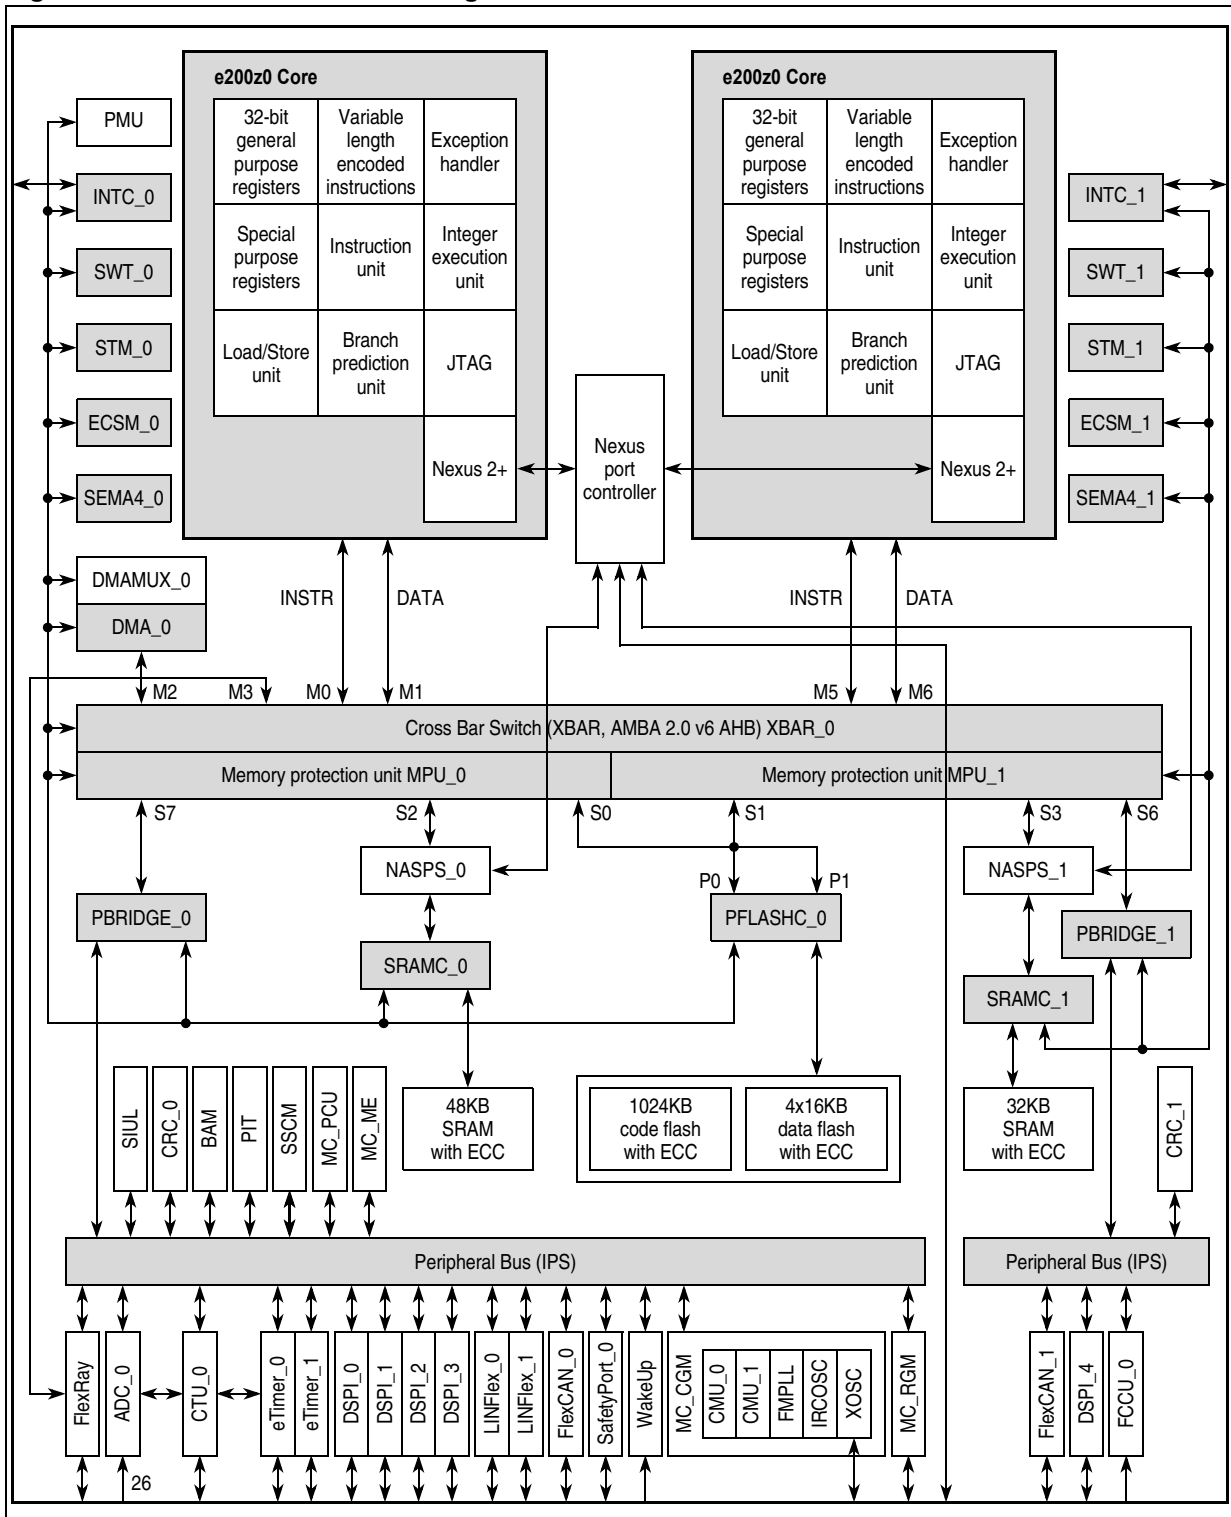 e200z0 Core
e200z0 Core
PMU
32-bit
general
purpose
registers
Variable
length
encoded
instructions
Exception
handler
32-bit
general
purpose
registers
Variable
length
encoded
instructions
Exception
handler
INTC_0
INTC_1
Special
purpose
registers
Instruction
unit
Integer
execution
unit
Special
purpose
registers
Instruction
unit
Integer
execution
unit
SWT_0
SWT_1
STM_0
Load/Store
unit
Branch
prediction
unit
JTAG
Load/Store
unit
Branch
prediction
unit
JTAG
STM_1
ECSM_0
ECSM_1
Nexus 2+
Nexus
port
controller
Nexus 2+
SEMA4_0
SEMA4_1
DMAMUX_0
DMA_0
INSTR
DATA
INSTR
DATA
M2
M3
M0
M1
M5
M6
Cross Bar Switch (XBAR, AMBA 2.0 v6 AHB) XBAR_0
Memory protection unit MPU_0
Memory protection unit MPU_1
S7
S2
S0
S1
S3
S6
NASPS_0
NASPS_1
P0
P1
PBRIDGE_0
PFLASHC_0
PBRIDGE_1
SRAMC_0
SRAMC_1
SIUL
CRC_0
BAM
PIT
SSCM
MC_PCU
MC_ME
48KB
SRAM
with ECC
1024KB
code flash
with ECC
4x16KB
data flash
with ECC
32KB
SRAM
with ECC
CRC_1
Peripheral Bus (IPS)
Peripheral Bus (IPS)
FlexRay
ADC_0
CTU_0
eTimer_0
eTimer_1
DSPI_0
DSPI_1
DSPI_2
DSPI_3
LINFlex_0
LINFlex_1
FlexCAN_0
SafetyPort_0
WakeUp
MC_CGM
CMU_0
CMU_1
FMPLL
IRCOSC
XOSC
MC_RGM
FlexCAN_1
DSPI_4
FCCU_0
26